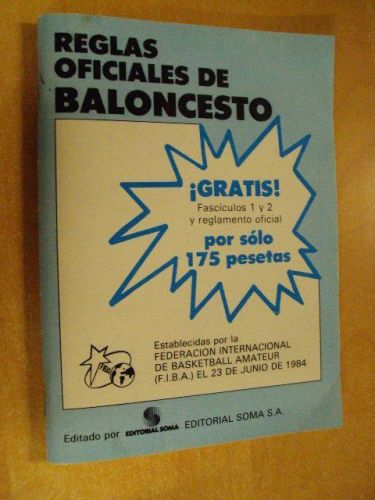 REGLAS
OFICIALES DE
BALONCESTO
¡GRATIS!
Fascículos 1 y 2
y reglamento oficial
por sólo
175 pesetas
FIBA
Establecidas por la
FEDERACION INTERNACIONAL
DE BASKETBALL AMATEUR
(F.I.B.A.) EL 23 DE JUNIO DE 1984
Editado por EDITORIAL SOMA EDITORIAL SOMA S.A.